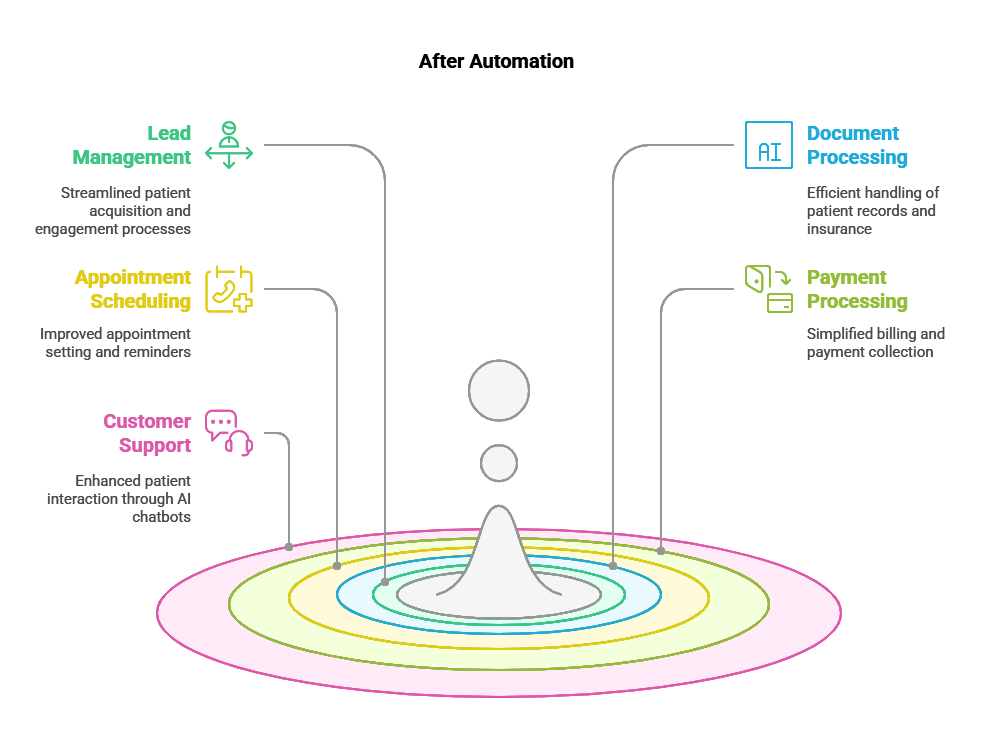 After Automation
Lead
Management
Streamlined patient
acquisition and
engagement processes
Appointment
Scheduling
Improved appointment
setting and reminders
Customer
Support
Enhanced patient
interaction through AI
chatbots
AI
Document
Processing
Efficient handling of
patient records and
insurance
Payment
Processing
Simplified billing and
payment collection